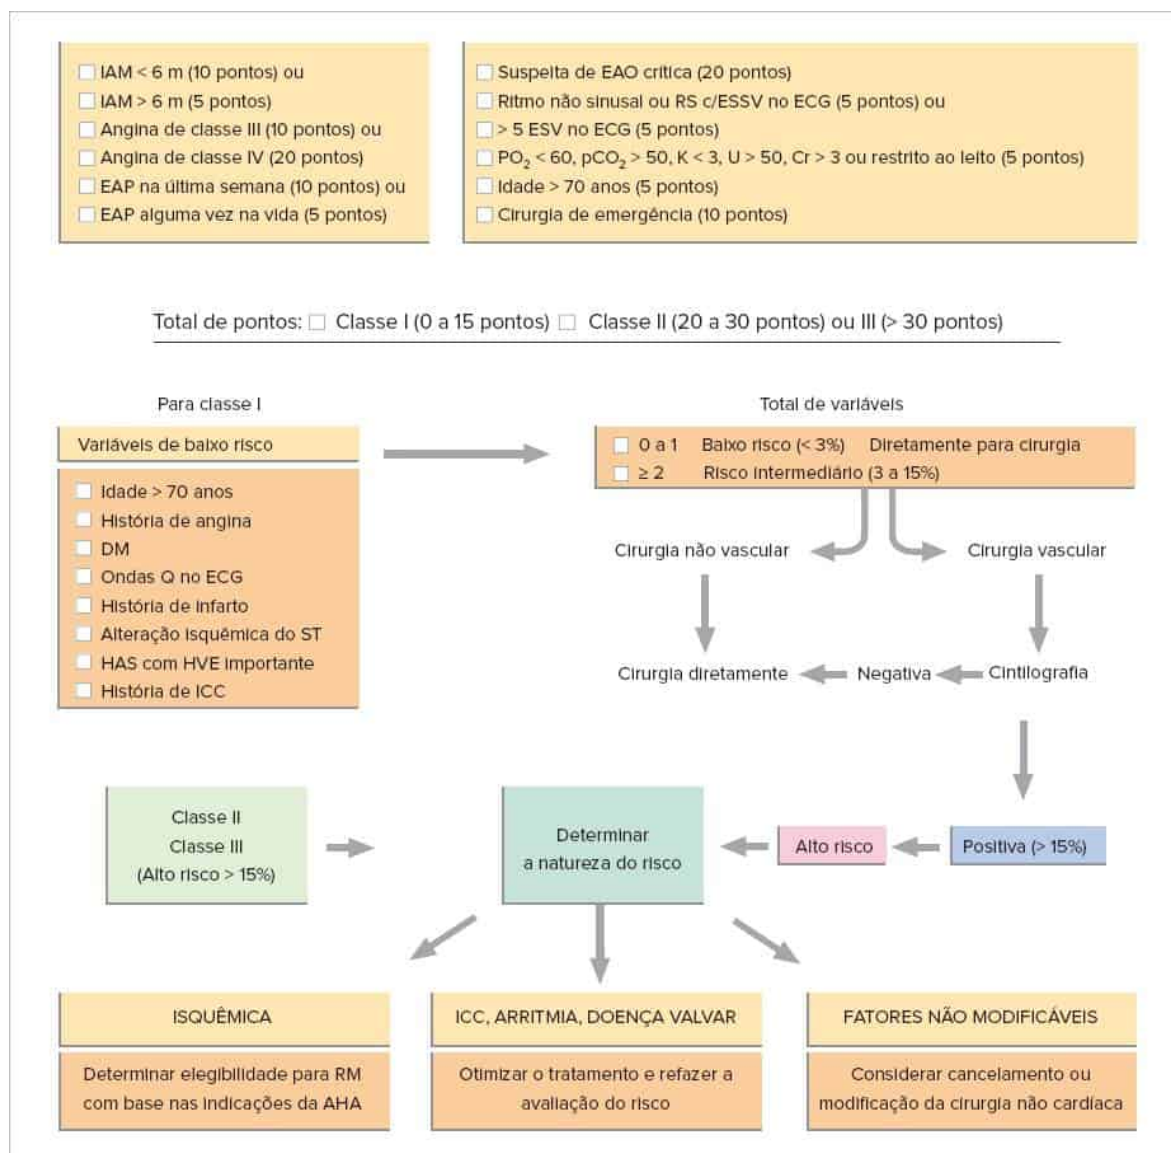 IAM < 6 m (10 pontos) ou
IAM > 6 m (5 pontos)
Angina de classe III (10 pontos) ou
Angina de classe IV (20 pontos)
EAP na última semana (10 pontos) ou
EAP alguma vez na vida (5 pontos)
Suspeita de EAO crítica (20 pontos)
Ritmo não sinusal ou RS c/ESSV no ECG (5 pontos) ou
> 5 ESV no ECG (5 pontos)
PO₂ < 60, pCO₂ > 50, K < 3, U > 50, Cr > 3 ou restrito ao leito (5 pontos)
Idade > 70 anos (5 pontos)
Cirurgia de emergência (10 pontos)
Total de pontos: Classe I (0 a 15 pontos) Classe II (20 a 30 pontos) ou III (> 30 pontos)
Para classe I
Variáveis de baixo risco
Idade > 70 anos
História de angina
DM
Ondas Q no ECG
História de infarto
Alteração isquêmica do ST
HAS com HVE importante
História de ICC
Total de variáveis
0 a 1 Baixo risco (< 3%) Diretamente para cirurgia
≥ 2 Risco intermediário (3 a 15%)
Cirurgia não vascular
Cirurgia vascular
Cirurgia diretamente
Negativa
Cintilografia
Classe II
Classe III
(Alto risco > 15%)
Determinar
a natureza do risco
Alto risco
Positiva (> 15%)
ISQUÊMICA
Determinar elegibilidade para RM
com base nas indicações da AHA
ICC, ARRITMIA, DOENÇA VALVAR
Otimizar o tratamento e refazer a
avaliação do risco
FATORES NÃO MODIFICÁVEIS
Considerar cancelamento ou
modificação da cirurgia não cardíaca